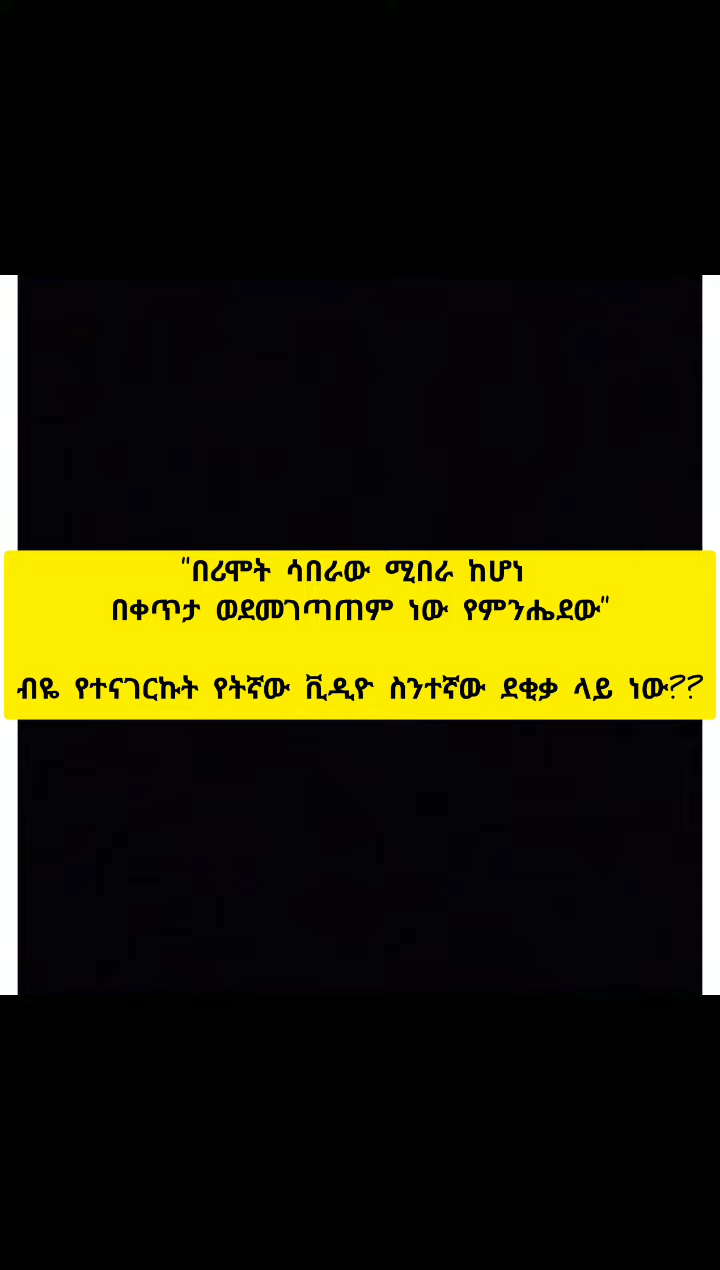 "በሪሞት ሳበራው ሚበራ ከሆነ
በቀጥታ ወደመገጣጠም ነው የምንሔደው"
ብዬ የተናገርኩት የትኛው ቪዲዮ ስንተኛው ደቂቃ ላይ ነው??